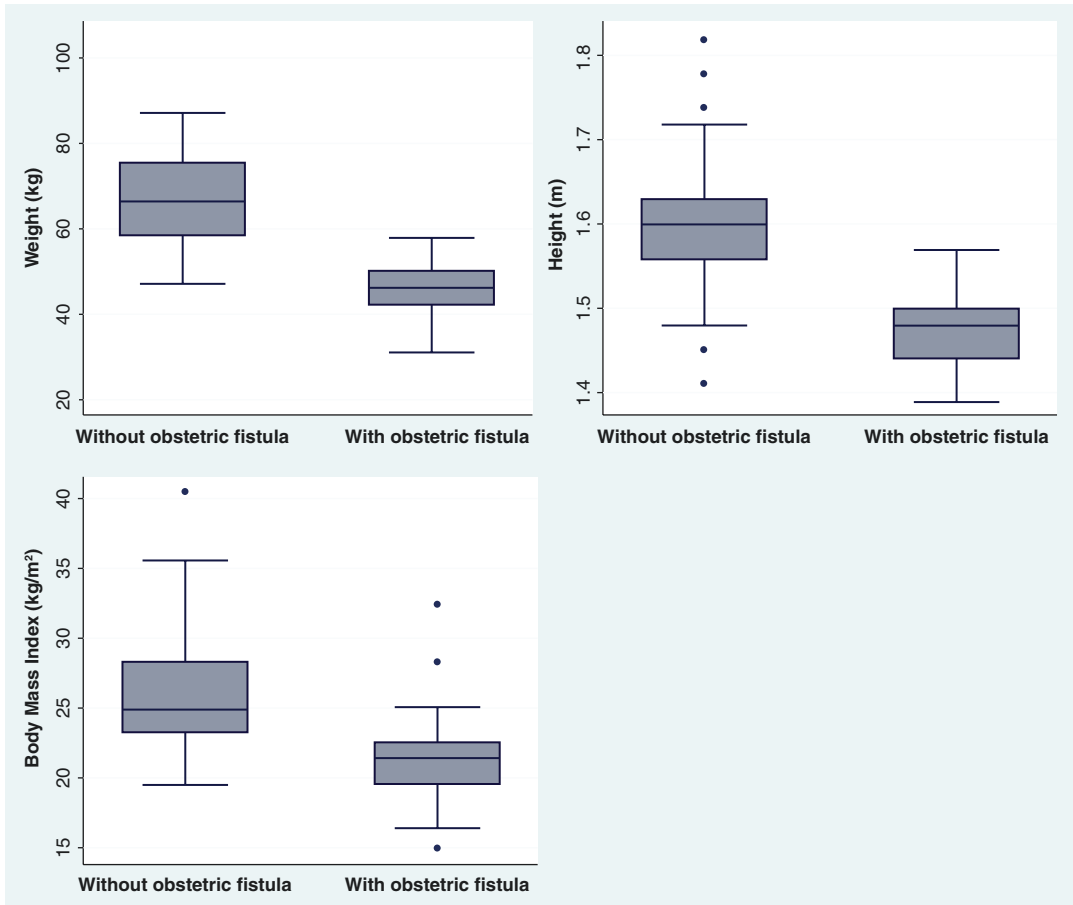 Weight (kg)
100
80
60
40
20
Without obstetric fistula
With obstetric fistula
Height (m)
1.8
1.7
1.6
1.5
1.4
Without obstetric fistula
With obstetric fistula
Body Mass Index (kg/m²)
40
35
30
25
20
15
Without obstetric fistula
With obstetric fistula